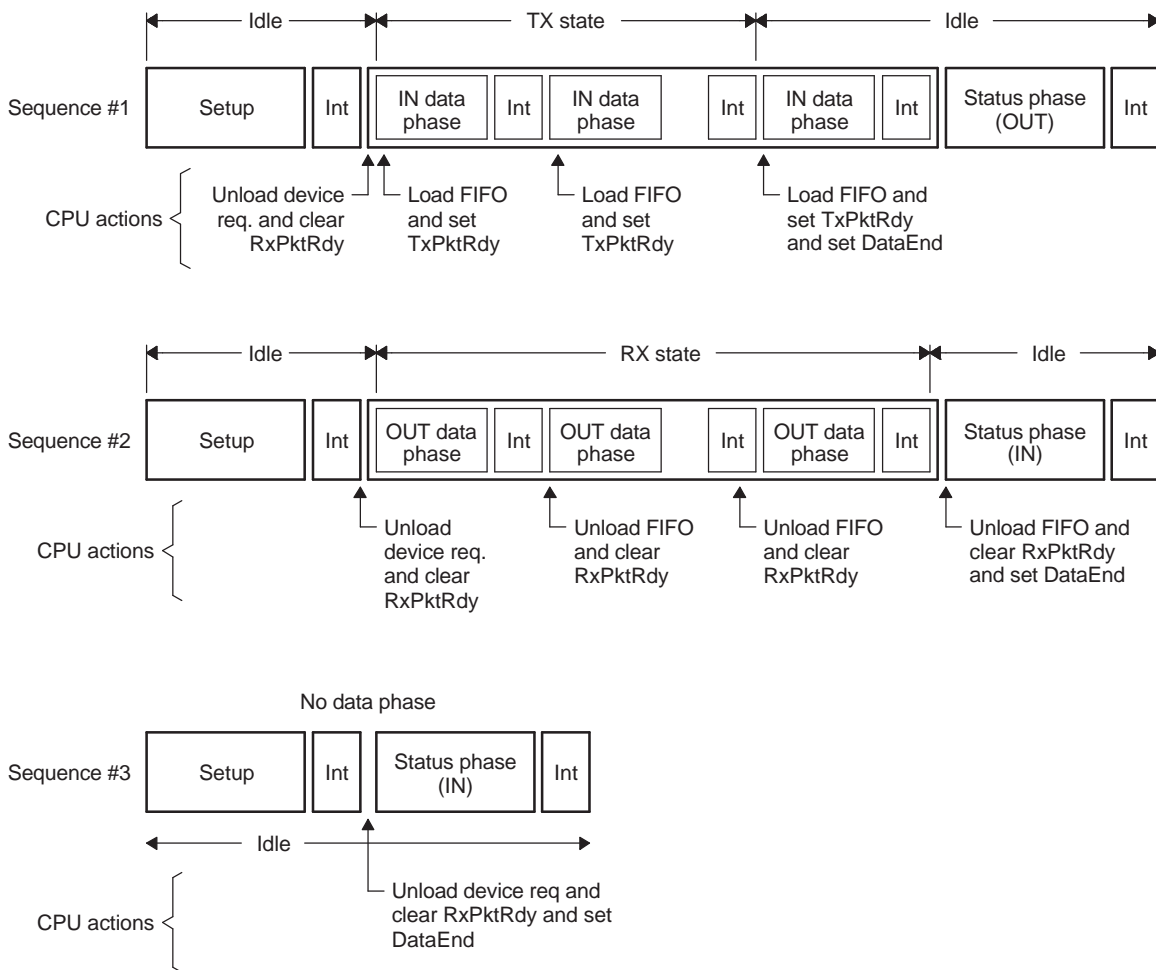 Idle
TX state
Idle
Sequence #1
Setup
Int
IN data
phase
Int
IN data
phase
Int
IN data
phase
Int
Status phase
(OUT)
Int
CPU actions
Unload device
req. and clear
RxPktRdy
Load FIFO
and set
TxPktRdy
Load FIFO
and set
TxPktRdy
Load FIFO and
set TxPktRdy
and set DataEnd
Idle
RX state
Idle
Sequence #2
Setup
Int
OUT data
phase
Int
OUT data
phase
Int
OUT data
phase
Int
Status phase
(IN)
Int
CPU actions
Unload
device req.
and clear
RxPktRdy
Unload FIFO
and clear
RxPktRdy
Unload FIFO
and clear
RxPktRdy
Unload FIFO and
clear RxPktRdy
and set DataEnd
No data phase
Sequence #3
Setup
Int
Status phase
(IN)
Int
Idle
CPU actions
Unload device req and
clear RxPktRdy and set
DataEnd